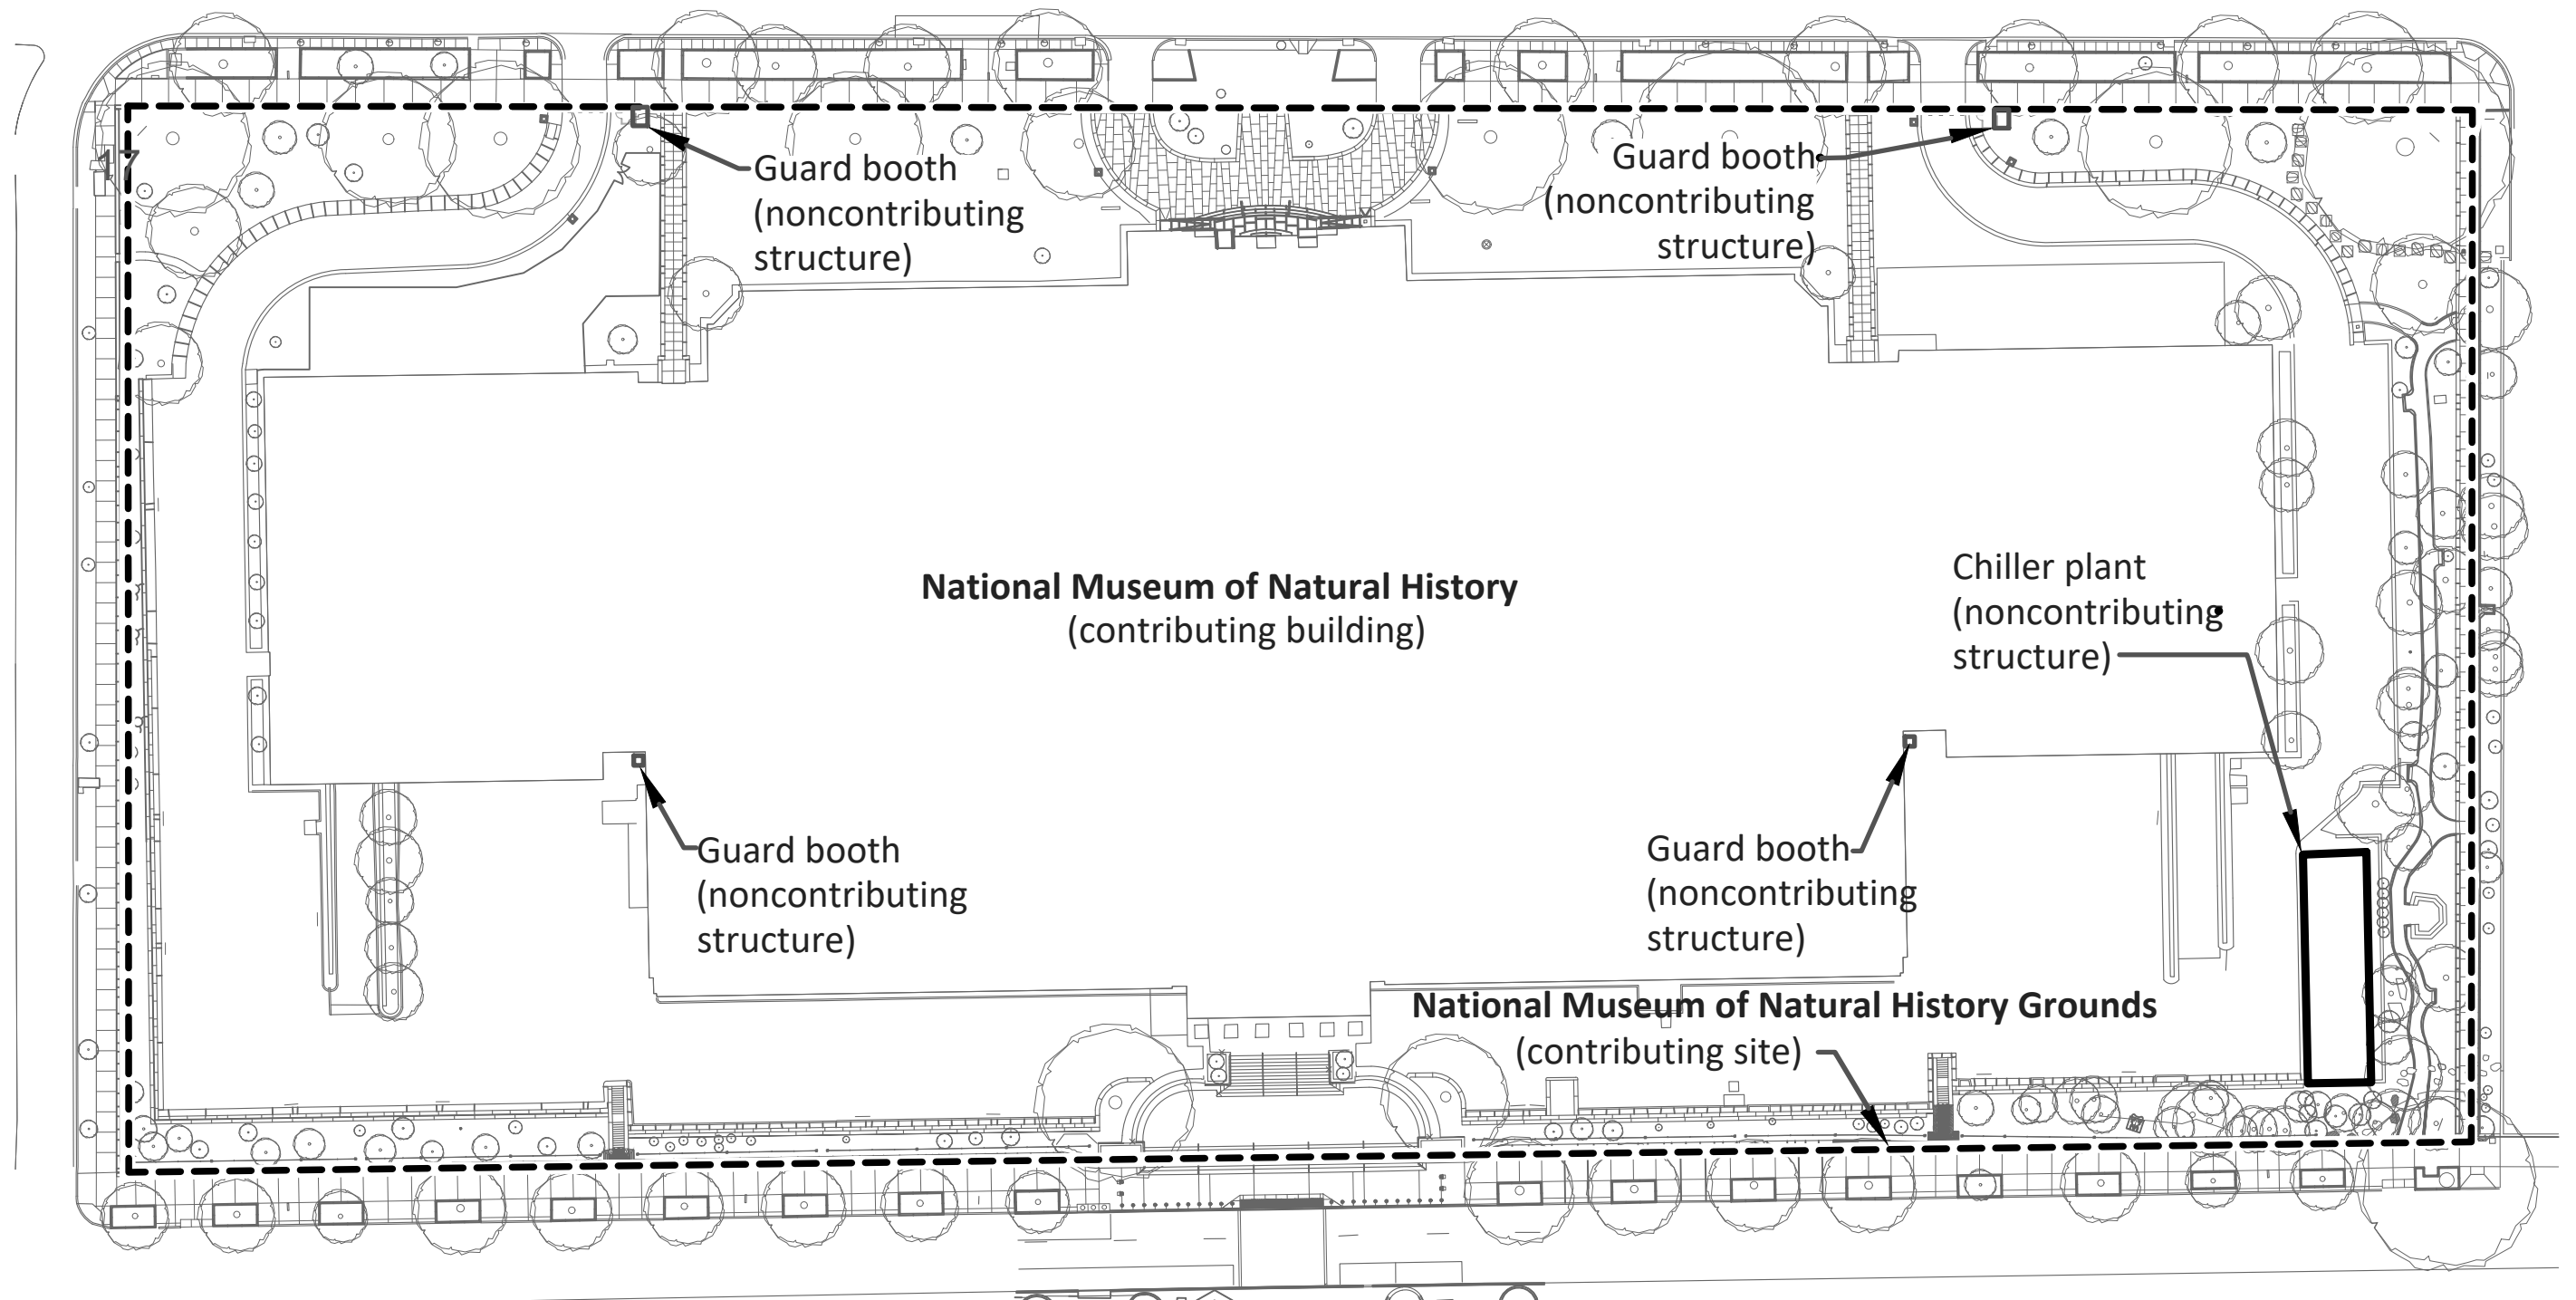 17
Guard booth
(noncontributing
structure)
Guard booth
(noncontributing
structure)
National Museum of Natural History
(contributing building)
Chiller plant
(noncontributing
structure)
Guard booth
(noncontributing
structure)
Guard booth
(noncontributing
structure)
National Museum of Natural History Grounds
(contributing site)